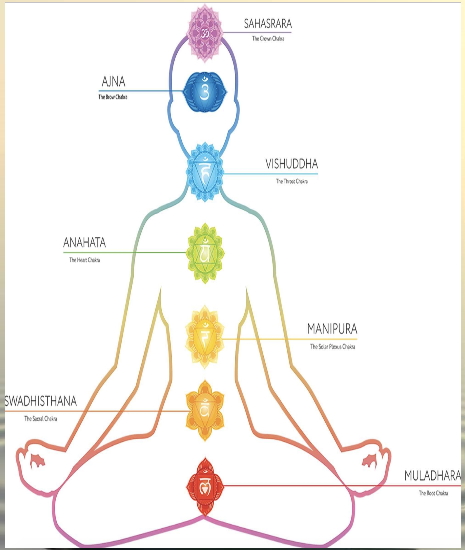 SAHASRARA
The Crown Chakra
AJNA
The Brow Chakra
VISHUDDHA
The Throat Chakra
ANAHATA
The Heart Chakra
MANIPURA
The Solar Plexus Chakra
SWADHISTHANA
The Sacral Chakra
MULADHARA
The Root Chakra